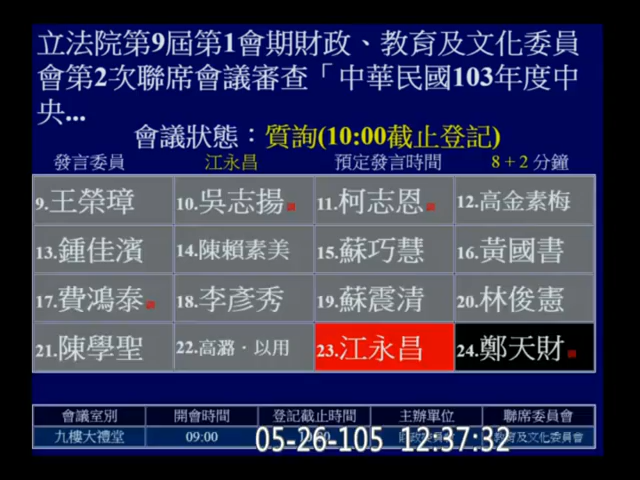 立法院第9屆第1會期財政、教育及文化委員
會第2次聯席會議審查「中華民國103年度中
央...
會議狀態：質詢(10:00截止登記)
發言委員 江永昌 預定發言時間 8 + 2 分鐘
9.王榮璋 10.吳志揚 11.柯志恩 12.高金素梅
13.鍾佳濱 14.陳賴素美 15.蘇巧慧 16.黃國書
17.費鴻泰 18.李彥秀 19.蘇震清 20.林俊憲
21.陳學聖 22.高潞．以用 23.江永昌 24.鄭天財
會議室別 開會時間 登記截止時間 主辦單位 聯席委員會
九樓大禮堂 09:00 教育及文化委員會
05-26-105 12:37:32